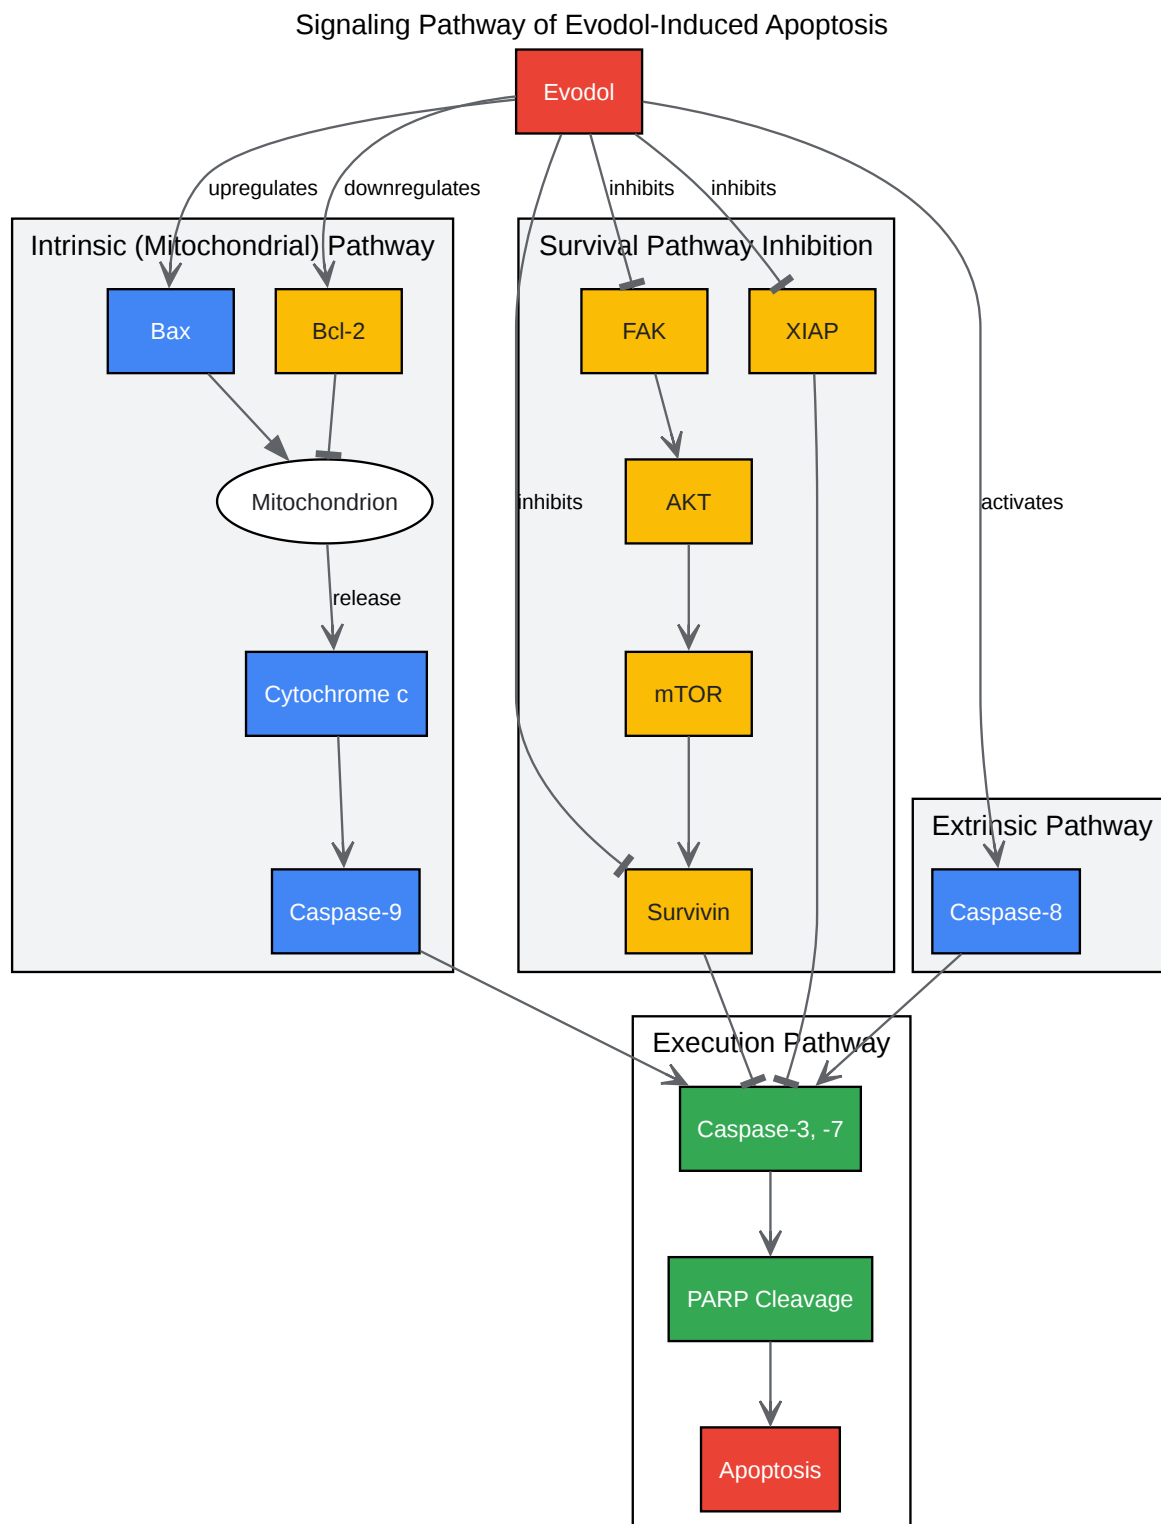 Signaling Pathway of Evodol-Induced Apoptosis
Evodol
upregulates
downregulates
inhibits
inhibits
Intrinsic (Mitochondrial) Pathway
Survival Pathway Inhibition
Bax
Bcl-2
FAK
XIAP
Mitochondrion
inhibits
AKT
activates
release
Cytochrome c
mTOR
Extrinsic Pathway
Caspase-9
Survivin
Caspase-8
Execution Pathway
Caspase-3, -7
PARP Cleavage
Apoptosis